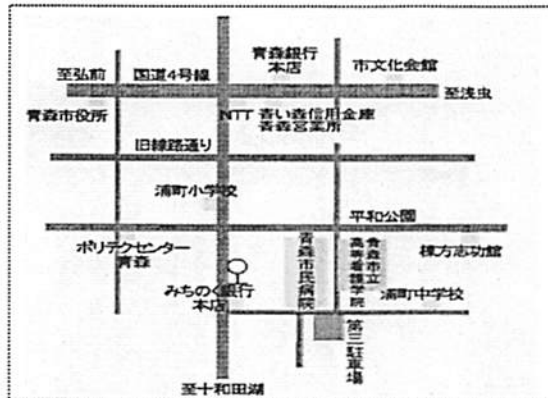 青森銀行
本店
市文化会館
至弘前
国道4号線
至浅虫
青森市役所
NTT
青い森信用金庫
青森営業所
旧線路通り
浦町小学校
平和公園
ポリテクセンター
青森
棟方志功館
青森市民病院
青森市立
高等看護学院
みちのく銀行
本店
浦町中学校
第三駐車場
至十和田湖